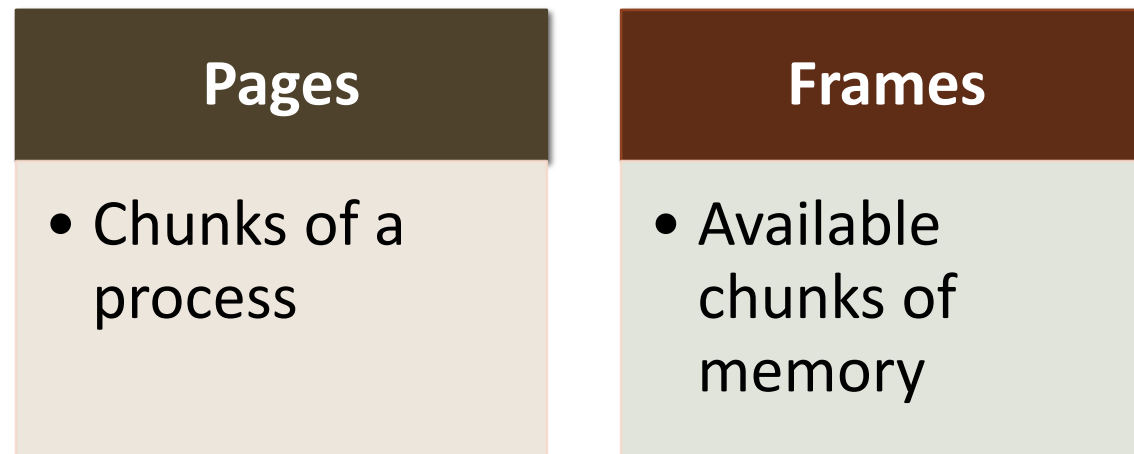 Pages
• Chunks of a
process
Frames
• Available
chunks of
memory